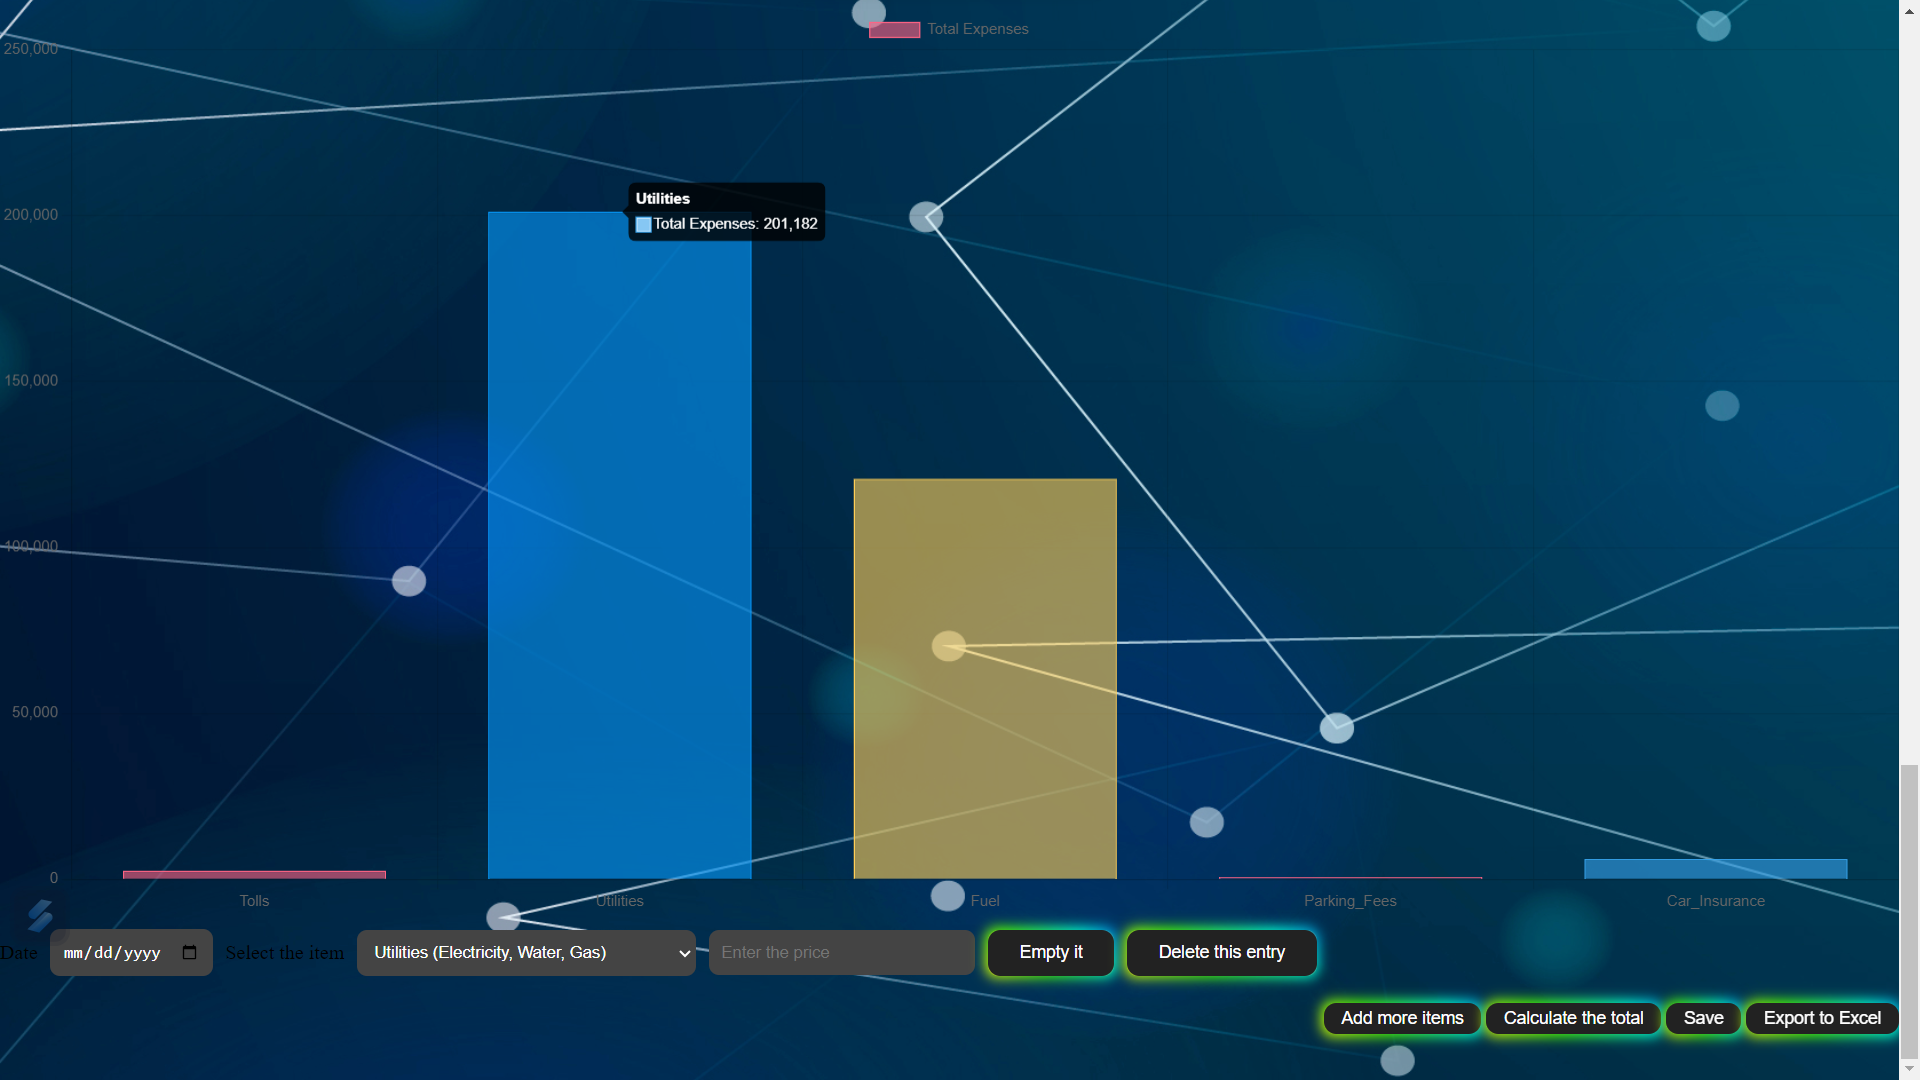 Total Expenses
250,000
200,000
150,000
100,000
50,000
0
Utilities
Total Expenses: 201,182
Tolls
Utilities
Fuel
Parking_Fees
Car_Insurance
Date
mm/dd/yyyy
Select the item
Utilities (Electricity, Water, Gas)
Enter the price
Empty it
Delete this entry
Add more items
Calculate the total
Save
Export to Excel